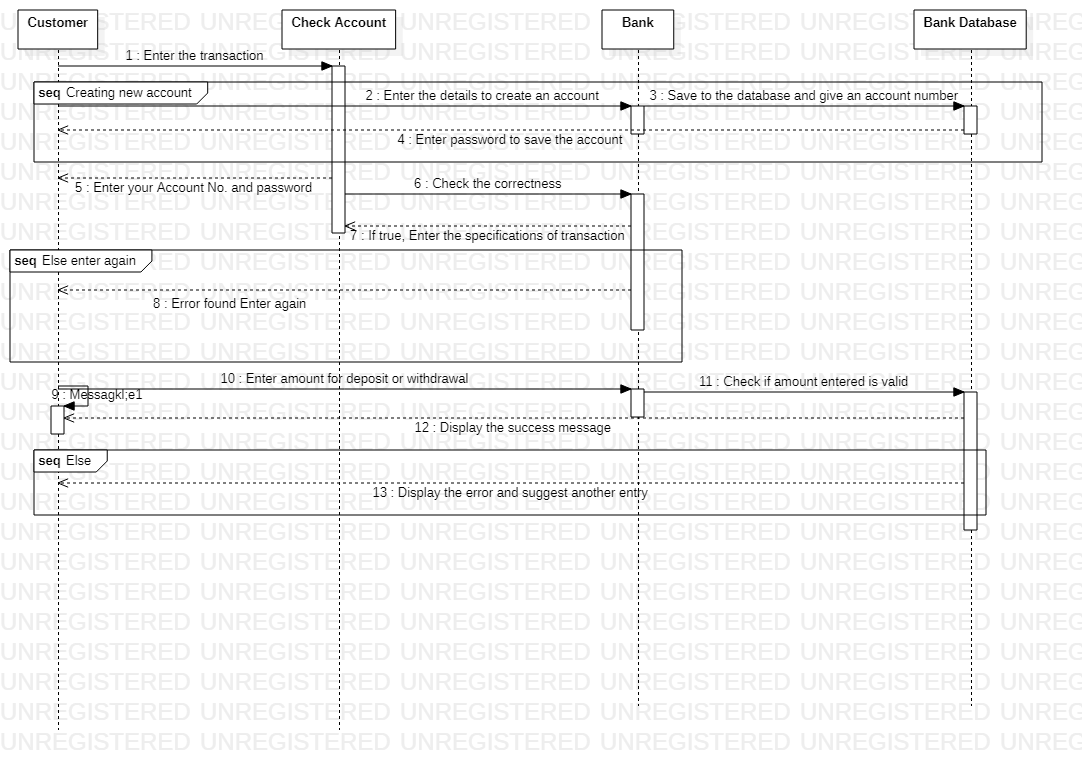 Customer
Check Account
Bank
Bank Database
1 : Enter the transaction
seq Creating new account
2 : Enter the details to create an account
3 : Save to the database and give an account number
4 : Enter password to save the account
5 : Enter your Account No. and password
6 : Check the correctness
7 : If true, Enter the specifications of transaction
seq Else enter again
8 : Error found Enter again
10 : Enter amount for deposit or withdrawal
11 : Check if amount entered is valid
9 : Messagkl;e1
12 : Display the success message
seq Else
13 : Display the error and suggest another entry
UNREGISTERED